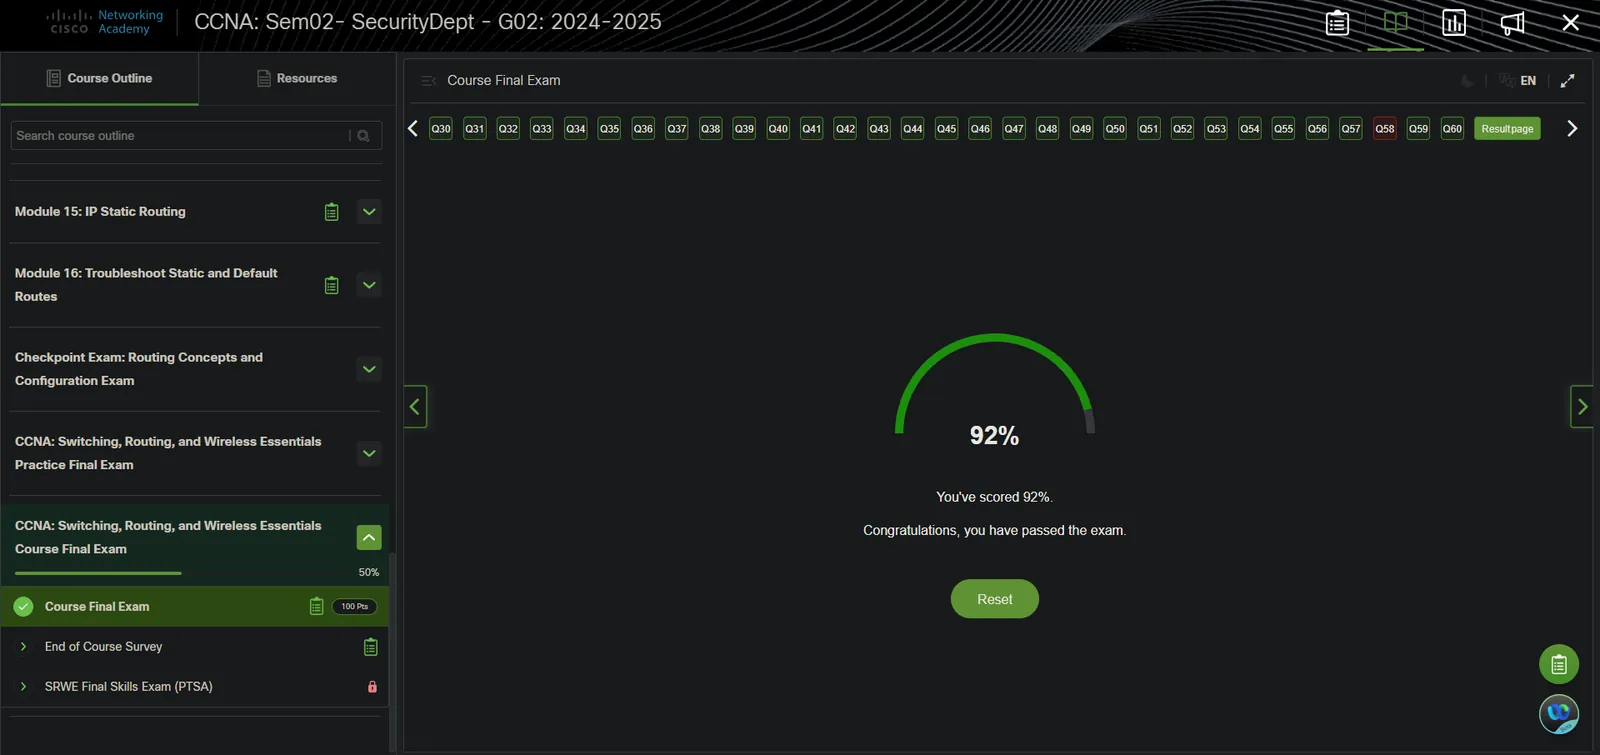 CISCO
Networking
Academy
CCNA: Sem02- SecurityDept - G02: 2024-2025
Course Outline
Resources
Search course outline
Module 15: IP Static Routing
Module 16: Troubleshoot Static and Default
Routes
Checkpoint Exam: Routing Concepts and
Configuration Exam
CCNA: Switching, Routing, and Wireless Essentials
Practice Final Exam
CCNA: Switching, Routing, and Wireless Essentials
Course Final Exam
50%
Course Final Exam
100 Pts
End of Course Survey
SRWE Final Skills Exam (PTSA)
Course Final Exam
EN
Q30 Q31 Q32 Q33 Q34 Q35 Q36 Q37 Q38 Q39 Q40 Q41 Q42 Q43 Q44 Q45 Q46 Q47 Q48 Q49 Q50 Q51 Q52 Q53 Q54 Q55 Q56 Q57 Q58 Q59 Q60 Result page
92%
You've scored 92%.
Congratulations, you have passed the exam.
Reset